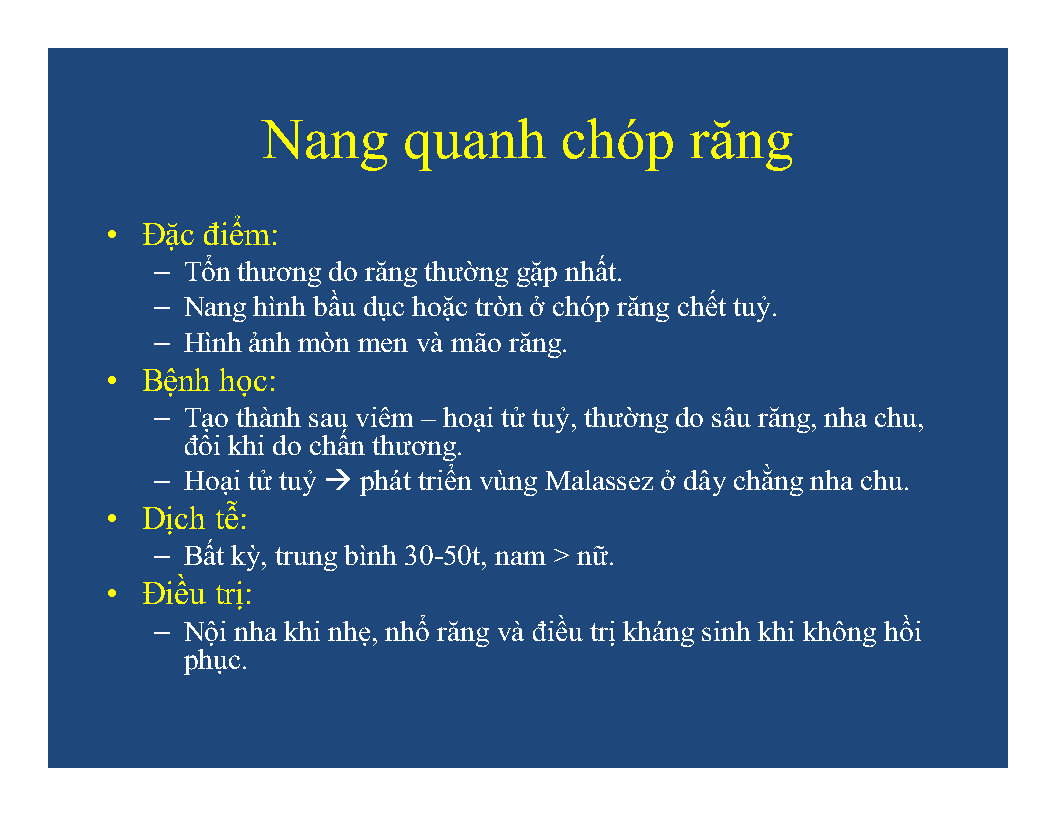 Nang quanh chóp răng
• Đặc điểm:
– Tổn thương do răng thường gặp nhất.
– Nang hình bầu dục hoặc tròn ở chóp răng chết tuỷ.
– Hình ảnh mòn men và mão răng.
• Bệnh học:
– Tạo thành sau viêm – hoại tử tuỷ, thường do sâu răng, nha chu,
đôi khi do chấn thương.
– Hoại tử tuỷ → phát triển vùng Malassez ở dây chằng nha chu.
• Dịch tễ:
– Bất kỳ, trung bình 30-50t, nam > nữ.
• Điều trị:
– Nội nha khi nhẹ, nhổ răng và điều trị kháng sinh khi không hồi
phục.